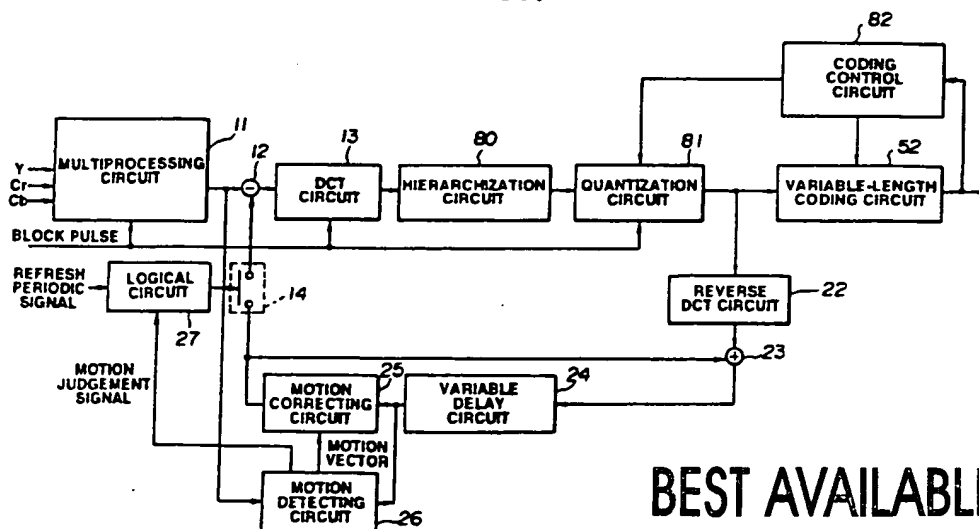 82
CODING
CONTROL
CIRCUIT
11
Y
Cr
Cb
MULTIPROCESSING
CIRCUIT
12
13
DCT
CIRCUIT
80
HIERARCHIZATION
CIRCUIT
81
QUANTIZATION
CIRCUIT
52
VARIABLE-LENGTH
CODING CIRCUIT
BLOCK PULSE
REFRESH
PERIODIC
SIGNAL
LOGICAL
CIRCUIT
27
14
REVERSE
DCT CIRCUIT
22
23
MOTION
JUDGEMENT
SIGNAL
25
MOTION
CORRECTING
CIRCUIT
24
VARIABLE
DELAY
CIRCUIT
MOTION
VECTOR
MOTION
DETECTING
CIRCUIT
26
BEST AVAILABLE